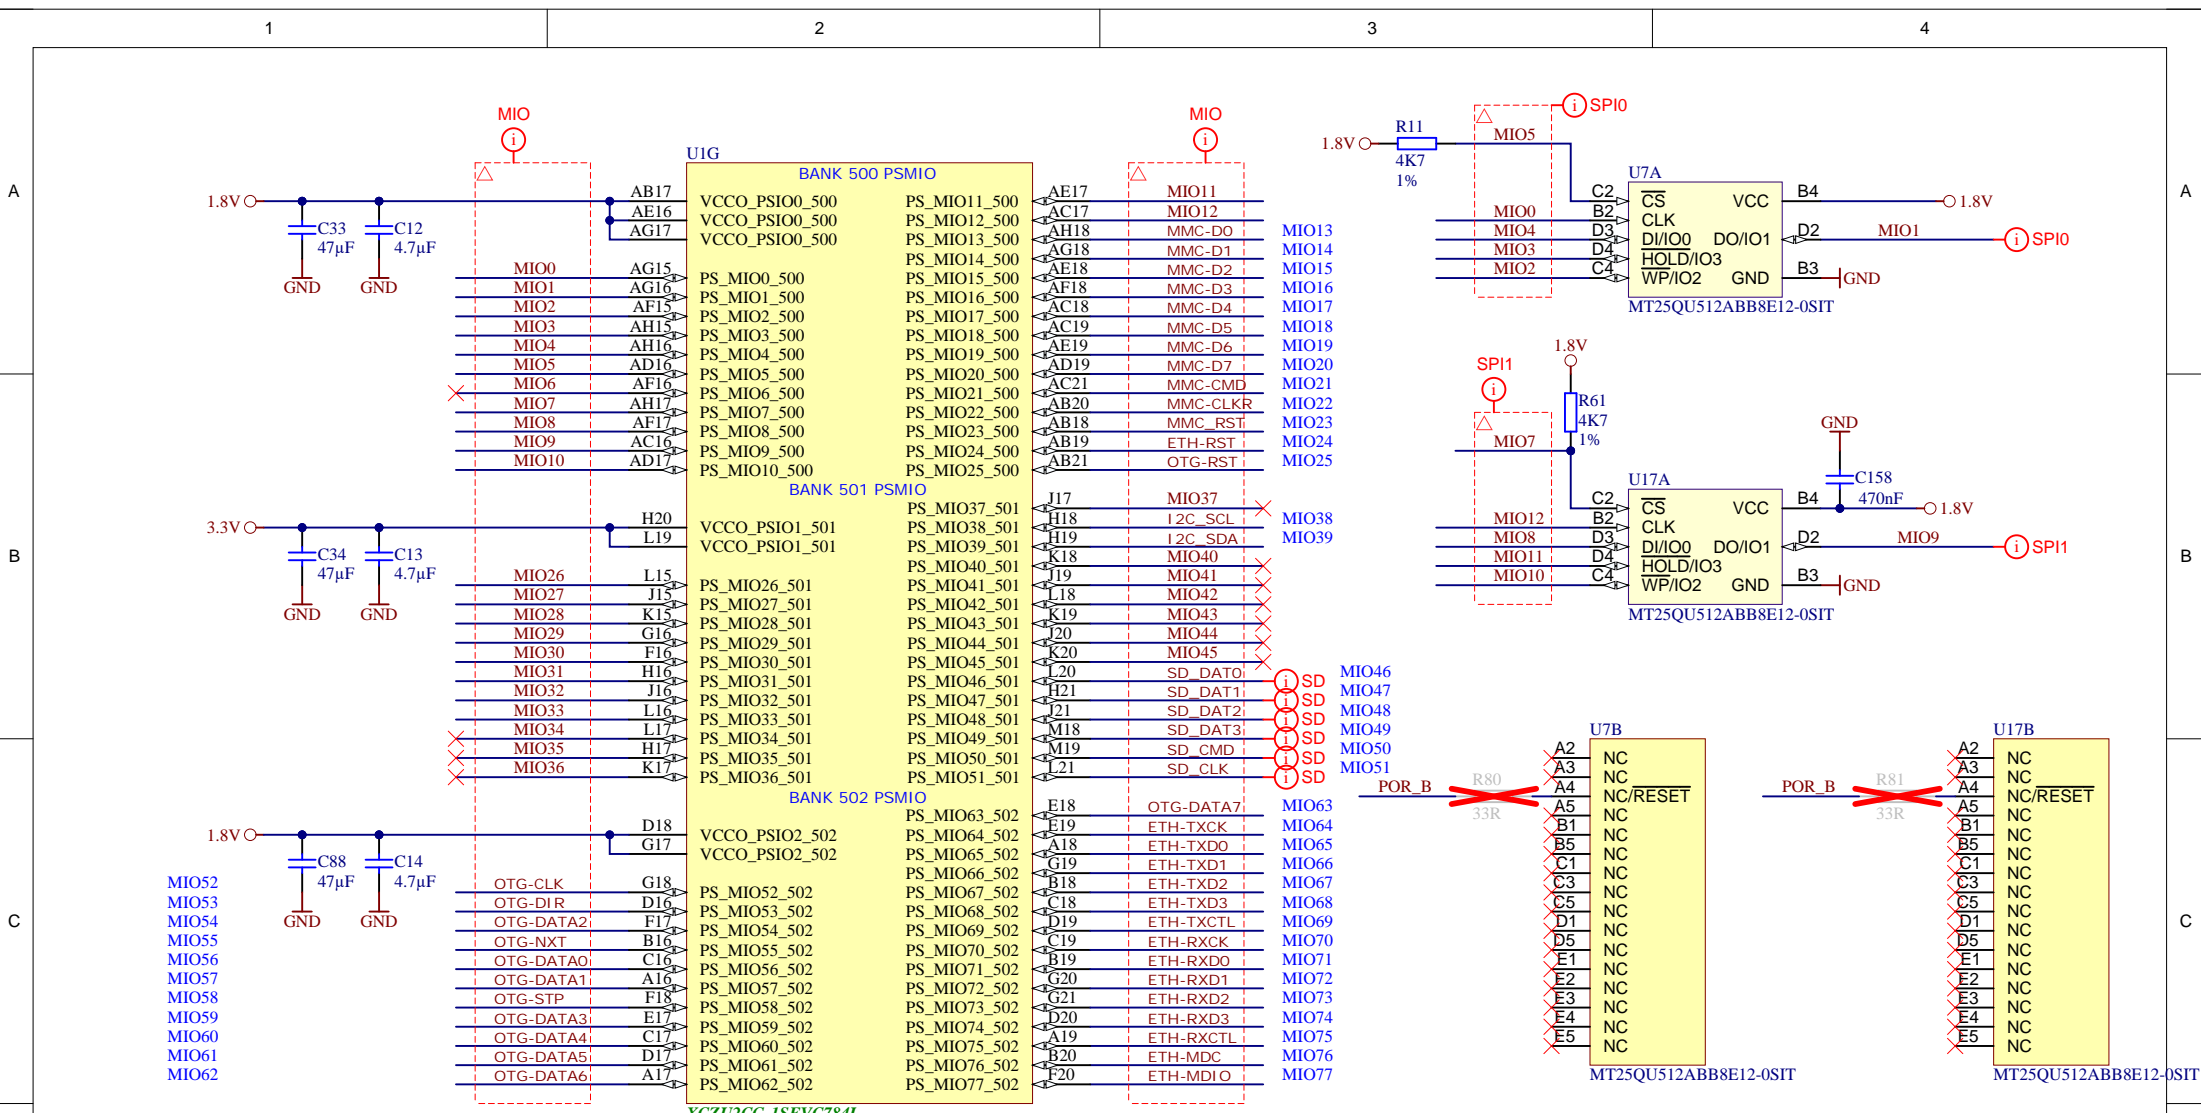 1 2 3 4
A A
B B
C C
MIO
MIO
SPI0
SPI0
SPI1
SPI1
1.8V
C33
47µF
C12
4.7µF
GND
GND
3.3V
C34
47µF
C13
4.7µF
GND
GND
1.8V
C88
47µF
C14
4.7µF
GND
GND
MIO52
MIO53
MIO54
MIO55
MIO56
MIO57
MIO58
MIO59
MIO60
MIO61
MIO62
U1G
BANK 500 PSMIO
AB17 VCCO_PSIO0_500
AE16 VCCO_PSIO0_500
AG17 VCCO_PSIO0_500
MIO0 AG15 PS_MIO0_500
MIO1 AG16 PS_MIO1_500
MIO2 AF15 PS_MIO2_500
MIO3 AH15 PS_MIO3_500
MIO4 AH16 PS_MIO4_500
MIO5 AD16 PS_MIO5_500
MIO6 AF16 PS_MIO6_500
MIO7 AH17 PS_MIO7_500
MIO8 AF17 PS_MIO8_500
MIO9 AC16 PS_MIO9_500
MIO10 AD17 PS_MIO10_500
PS_MIO11_500 AE17 MIO11
PS_MIO12_500 AC17 MIO12
PS_MIO13_500 AH18 MMC-D0 MIO13
PS_MIO14_500 AG18 MMC-D1 MIO14
PS_MIO15_500 AE18 MMC-D2 MIO15
PS_MIO16_500 AF18 MMC-D3 MIO16
PS_MIO17_500 AC18 MMC-D4 MIO17
PS_MIO18_500 AC19 MMC-D5 MIO18
PS_MIO19_500 AE19 MMC-D6 MIO19
PS_MIO20_500 AD19 MMC-D7 MIO20
PS_MIO21_500 AC21 MMC-CMD MIO21
PS_MIO22_500 AB20 MMC-CLKR MIO22
PS_MIO23_500 AB18 MMC_RST MIO23
PS_MIO24_500 AB19 ETH-RST MIO24
PS_MIO25_500 AB21 OTG-RST MIO25
BANK 501 PSMIO
H20 VCCO_PSIO1_501
L19 VCCO_PSIO1_501
MIO26 L15 PS_MIO26_501
MIO27 J15 PS_MIO27_501
MIO28 K15 PS_MIO28_501
MIO29 G16 PS_MIO29_501
MIO30 F16 PS_MIO30_501
MIO31 H16 PS_MIO31_501
MIO32 J16 PS_MIO32_501
MIO33 L16 PS_MIO33_501
MIO34 L17 PS_MIO34_501
MIO35 H17 PS_MIO35_501
MIO36 K17 PS_MIO36_501
PS_MIO37_501 J17 MIO37
PS_MIO38_501 H18 I2C_SCL MIO38
PS_MIO39_501 H19 I2C_SDA MIO39
PS_MIO40_501 K18 MIO40
PS_MIO41_501 J19 MIO41
PS_MIO42_501 L18 MIO42
PS_MIO43_501 K19 MIO43
PS_MIO44_501 J20 MIO44
PS_MIO45_501 K20 MIO45
PS_MIO46_501 L20 SD_DAT0 SD MIO46
PS_MIO47_501 H21 SD_DAT1 SD MIO47
PS_MIO48_501 J21 SD_DAT2 SD MIO48
PS_MIO49_501 M18 SD_DAT3 SD MIO49
PS_MIO50_501 M19 SD_CMD SD MIO50
PS_MIO51_501 L21 SD_CLK SD MIO51
BANK 502 PSMIO
D18 VCCO_PSIO2_502
G17 VCCO_PSIO2_502
OTG-CLK G18 PS_MIO52_502
OTG-DIR D16 PS_MIO53_502
OTG-DATA2 F17 PS_MIO54_502
OTG-NXT B16 PS_MIO55_502
OTG-DATA0 C16 PS_MIO56_502
OTG-DATA1 A16 PS_MIO57_502
OTG-STP F18 PS_MIO58_502
OTG-DATA3 E17 PS_MIO59_502
OTG-DATA4 C17 PS_MIO60_502
OTG-DATA5 D17 PS_MIO61_502
OTG-DATA6 A17 PS_MIO62_502
PS_MIO63_502 E18 OTG-DATA7 MIO63
PS_MIO64_502 E19 ETH-TXCK MIO64
PS_MIO65_502 A18 ETH-TXD0 MIO65
PS_MIO66_502 G19 ETH-TXD1 MIO66
PS_MIO67_502 B18 ETH-TXD2 MIO67
PS_MIO68_502 C18 ETH-TXD3 MIO68
PS_MIO69_502 D19 ETH-TXCTL MIO69
PS_MIO70_502 C19 ETH-RXCK MIO70
PS_MIO71_502 B19 ETH-RXD0 MIO71
PS_MIO72_502 G20 ETH-RXD1 MIO72
PS_MIO73_502 G21 ETH-RXD2 MIO73
PS_MIO74_502 D20 ETH-RXD3 MIO74
PS_MIO75_502 A19 ETH-RXCTL MIO75
PS_MIO76_502 B20 ETH-MDC MIO76
PS_MIO77_502 F20 ETH-MDIO MIO77
XCZU2CG-1SFVC784I
1.8V
R11
4K7
1%
MIO5
U7A
C2 CS VCC B4 1.8V
MIO0 B2 CLK
MIO4 D3 DI/IO0 DO/IO1 D2 MIO1
MIO3 D4 HOLD/IO3
MIO2 C4 WP/IO2 GND B3 GND
MT25QU512ABB8E12-0SIT
1.8V
R61
4K7
1%
MIO7
GND
C158
470nF
U17A
C2 CS VCC B4 1.8V
MIO12 B2 CLK
MIO8 D3 DI/IO0 DO/IO1 D2 MIO9
MIO11 D4 HOLD/IO3
MIO10 C4 WP/IO2 GND B3 GND
MT25QU512ABB8E12-0SIT
U7B
A2 NC
A3 NC
POR_B R80 33R A4 NC/RESET
A5 NC
B1 NC
B5 NC
C1 NC
C3 NC
C5 NC
D1 NC
D5 NC
E1 NC
E2 NC
E3 NC
E4 NC
E5 NC
MT25QU512ABB8E12-0SIT
U17B
A2 NC
A3 NC
POR_B R81 33R A4 NC/RESET
A5 NC
B1 NC
B5 NC
C1 NC
C3 NC
C5 NC
D1 NC
D5 NC
E1 NC
E2 NC
E3 NC
E4 NC
E5 NC
MT25QU512ABB8E12-0SIT